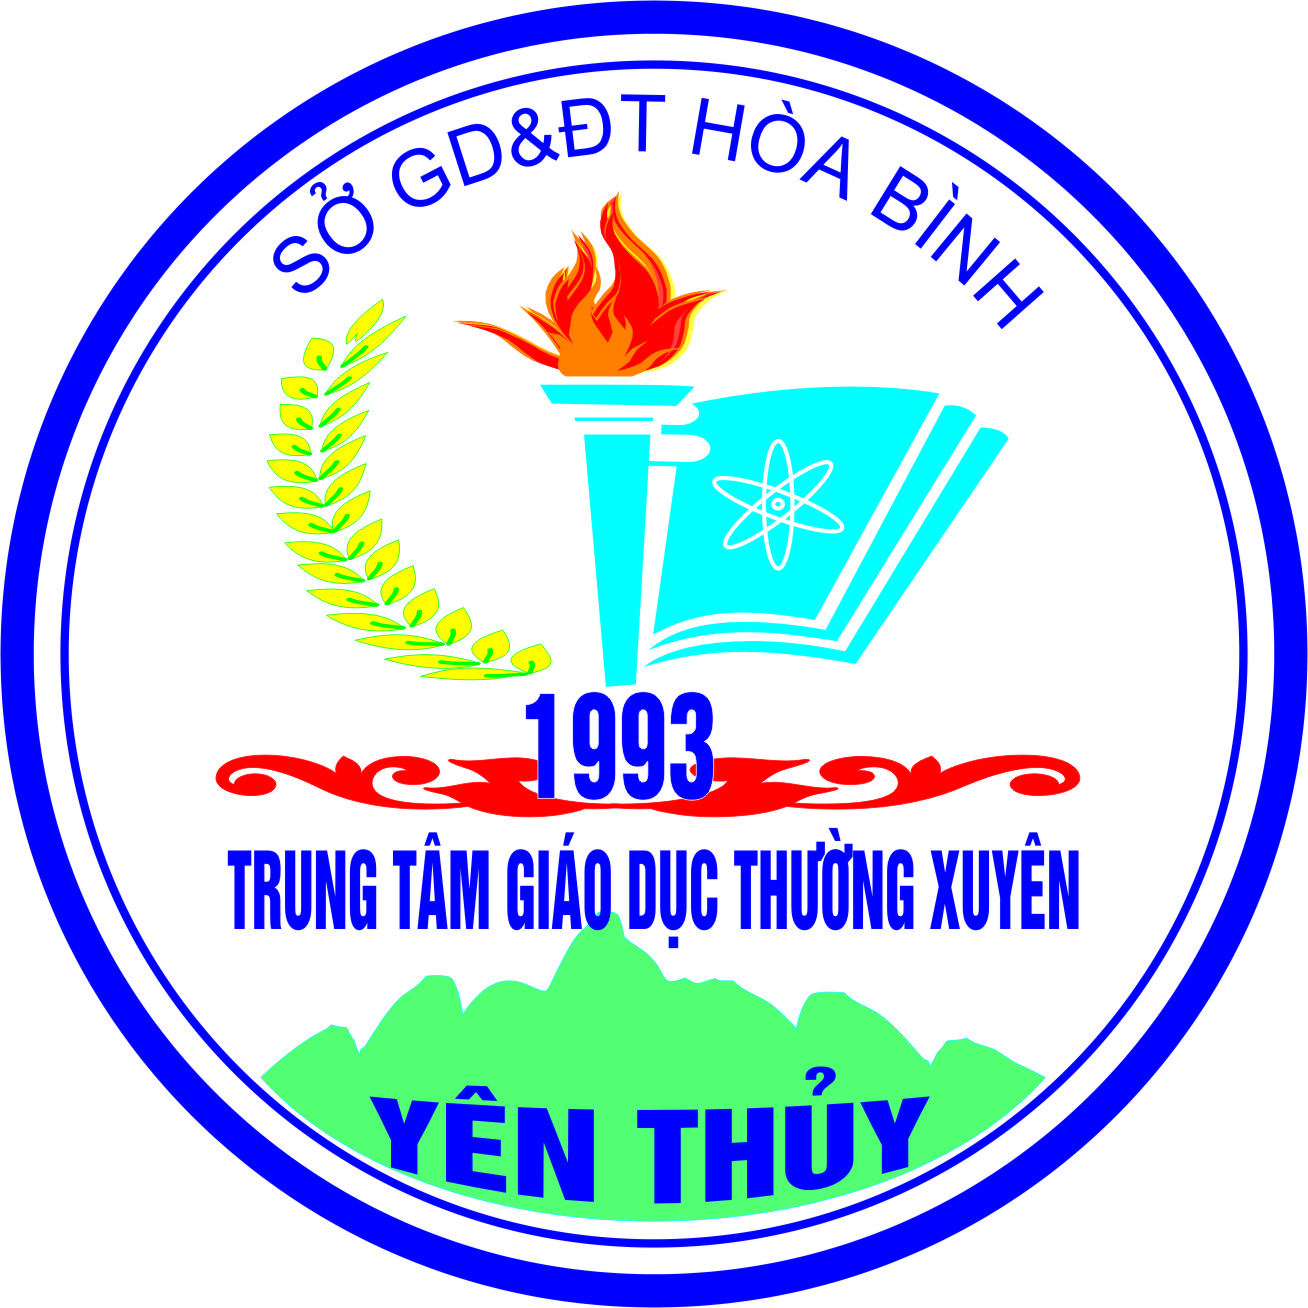 SỞ GD&ĐT HÒA BÌNH
1993
TRUNG TÂM GIÁO DỤC THƯỜNG XUYÊN
YÊN THỦY